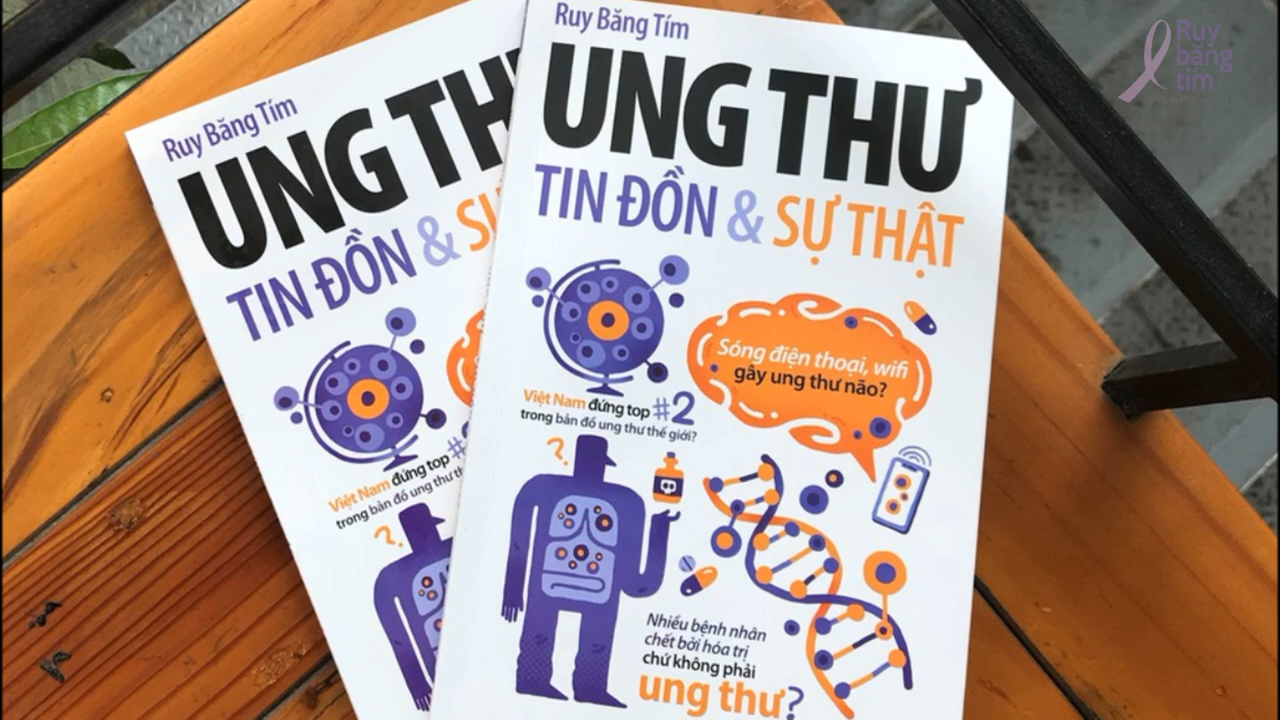 Ruy Băng Tím
UNG THƯ
TIN ĐỒN & SỰ THẬT
Sóng điện thoại, wifi
gây ung thư não?
Việt Nam đứng top #2
trong bản đồ ung thư thế giới?
Nhiều bệnh nhân
chết bởi hóa trị
chứ không phải
ung thư?
Ruy Băng Tím
UNG TH
TIN ĐỒN & S
Việt Nam đứng top #
trong bản đồ ung thư th
Ruy
băng
tím